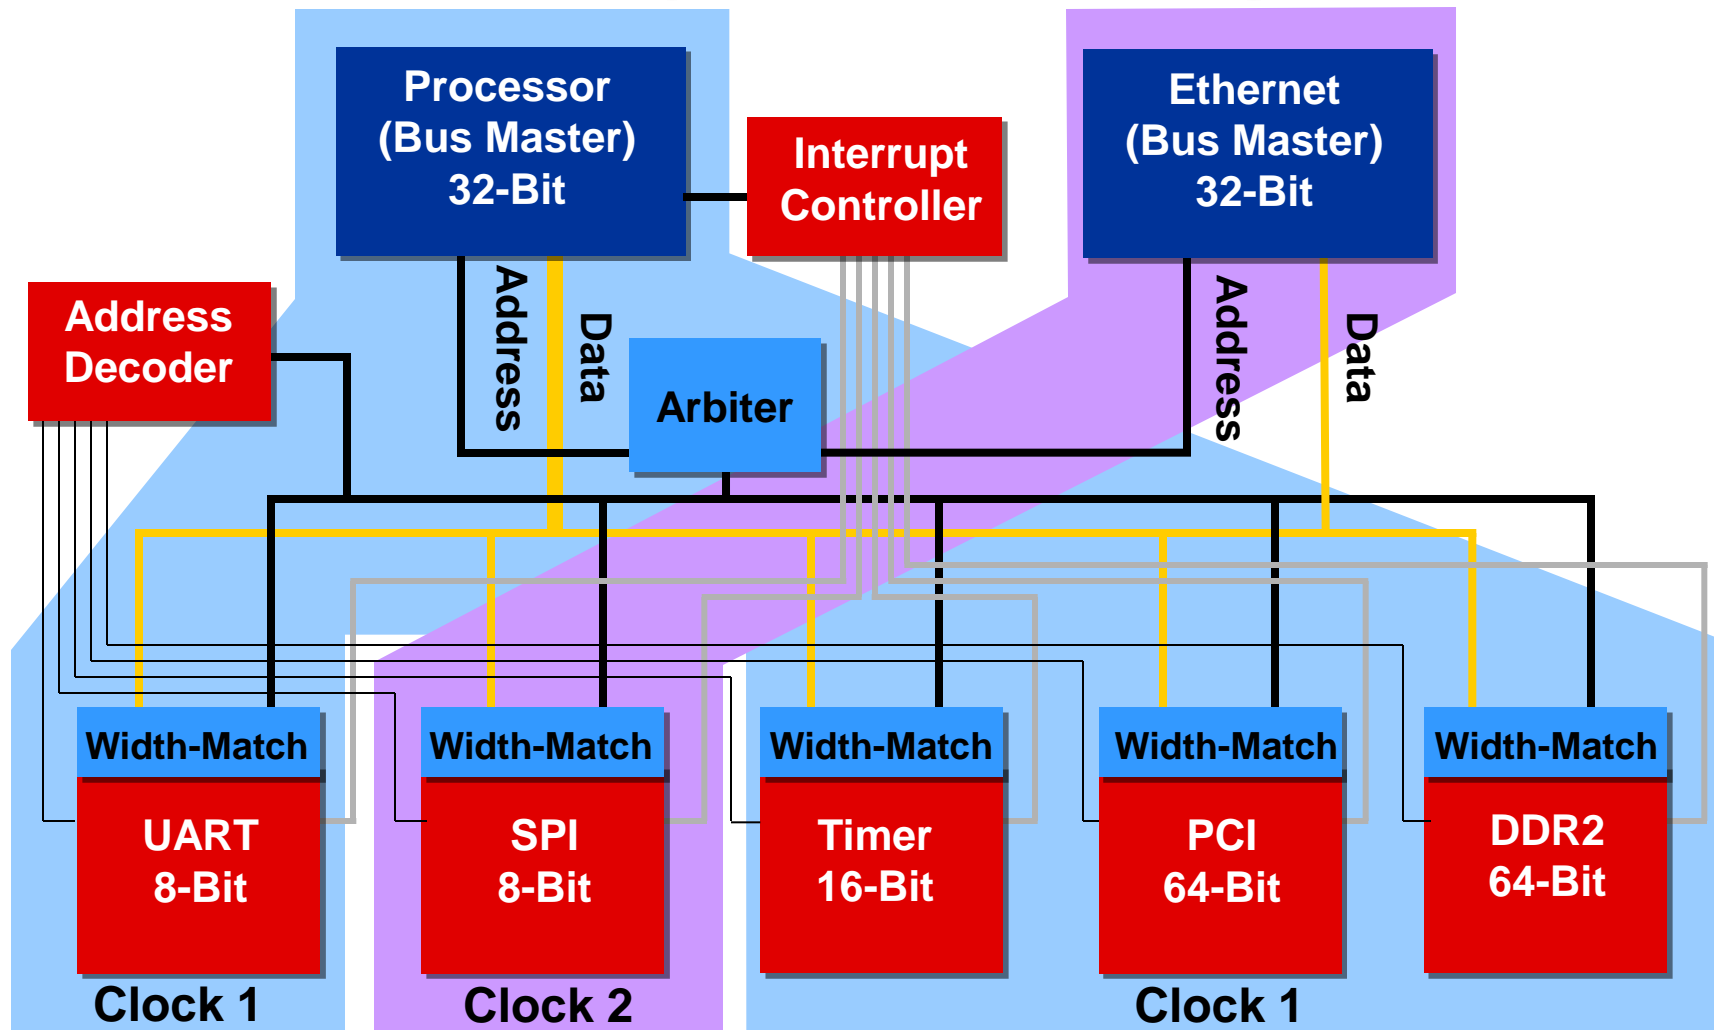 Processor
(Bus Master)
32-Bit
Interrupt
Controller
Ethernet
(Bus Master)
32-Bit
Address
Decoder
Address
Data
Arbiter
Address
Data
Width-Match
UART
8-Bit
Width-Match
SPI
8-Bit
Width-Match
Timer
16-Bit
Width-Match
PCI
64-Bit
Width-Match
DDR2
64-Bit
Clock 1
Clock 2
Clock 1